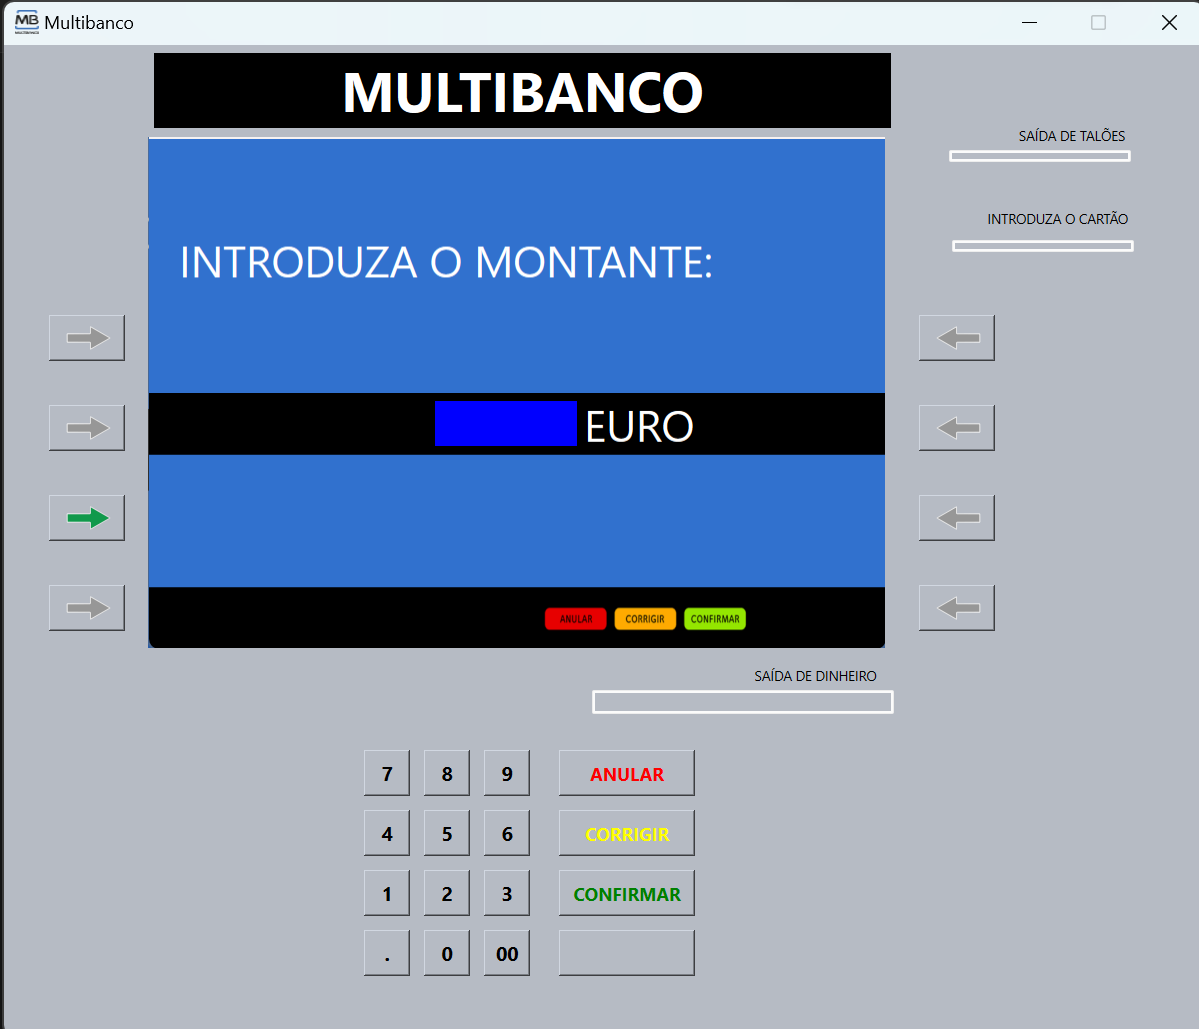 MB Multibanco
MULTIBANCO
SAÍDA DE TALÕES
INTRODUZA O CARTÃO
INTRODUZA O MONTANTE:
EURO
ANULAR CORRIGIR CONFIRMAR
SAÍDA DE DINHEIRO
7 8 9 ANULAR
4 5 6 CORRIGIR
1 2 3 CONFIRMAR
. 0 00